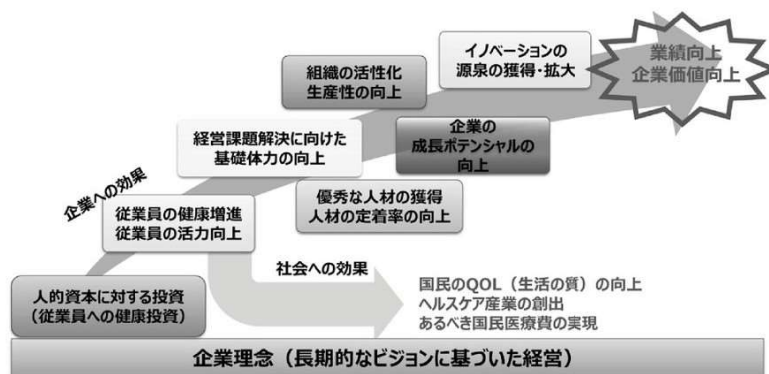 イノベーションの
源泉の獲得・拡大
業績向上
企業価値向上
組織の活性化
生産性の向上
経営課題解決に向けた
基礎体力の向上
企業の
成長ポテンシャルの
向上
企業への効果
優秀な人材の獲得
人材の定着率の向上
従業員の健康増進
従業員の活力向上
社会への効果
国民のQOL（生活の質）の向上
ヘルスケア産業の創出
あるべき国民医療費の実現
人的資本に対する投資
（従業員への健康投資）
企業理念（長期的なビジョンに基づいた経営）